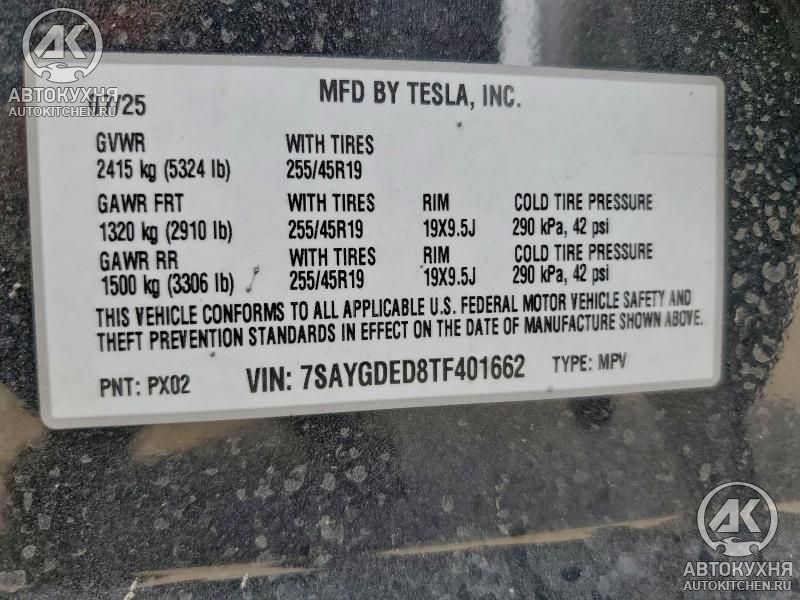 AK
АВТОКУХНЯ
AUTOKITCHEN.RU
MFD BY TESLA, INC.
GVWR WITH TIRES
2415 kg (5324 lb) 255/45R19
GAWR FRT WITH TIRES RIM COLD TIRE PRESSURE
1320 kg (2910 lb) 255/45R19 19X9.5J 290 kPa, 42 psi
GAWR RR WITH TIRES RIM COLD TIRE PRESSURE
1500 kg (3306 lb) 255/45R19 19X9.5J 290 kPa, 42 psi
THIS VEHICLE CONFORMS TO ALL APPLICABLE U.S. FEDERAL MOTOR VEHICLE SAFETY AND
THEFT PREVENTION STANDARDS IN EFFECT ON THE DATE OF MANUFACTURE SHOWN ABOVE.
PNT: PX02 VIN: 7SAYGDED8TF401662 TYPE: MPV
AK
АВТОКУХНЯ
AUTOKITCHEN.RU